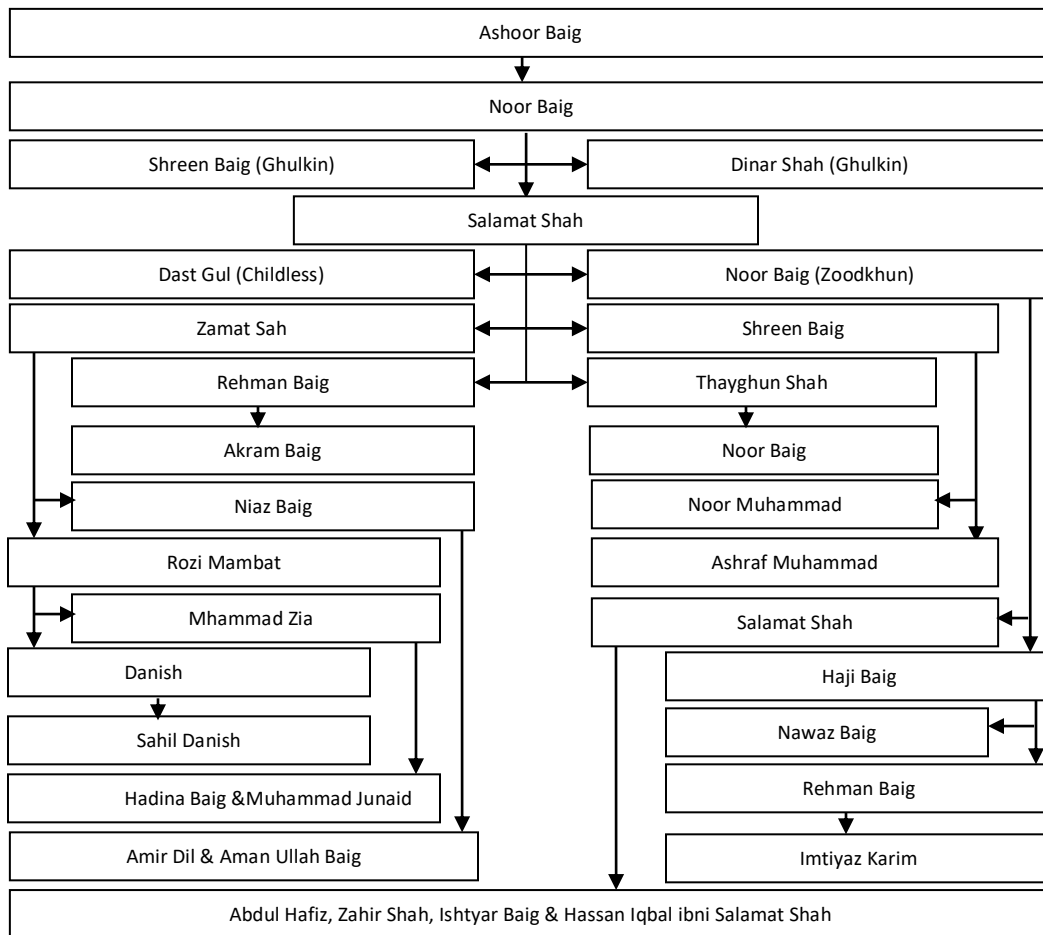 Ashoor Baig
Noor Baig
Shreen Baig (Ghulkin)
Dinar Shah (Ghulkin)
Salamat Shah
Dast Gul (Childless)
Noor Baig (Zoodkhun)
Zamat Sah
Shreen Baig
Rehman Baig
Thayghun Shah
Akram Baig
Noor Baig
Niaz Baig
Noor Muhammad
Rozi Mambat
Ashraf Muhammad
Mhammad Zia
Salamat Shah
Danish
Haji Baig
Sahil Danish
Nawaz Baig
Hadina Baig &Muhammad Junaid
Rehman Baig
Amir Dil & Aman Ullah Baig
Imtiyaz Karim
Abdul Hafiz, Zahir Shah, Ishtyar Baig & Hassan Iqbal ibni Salamat Shah